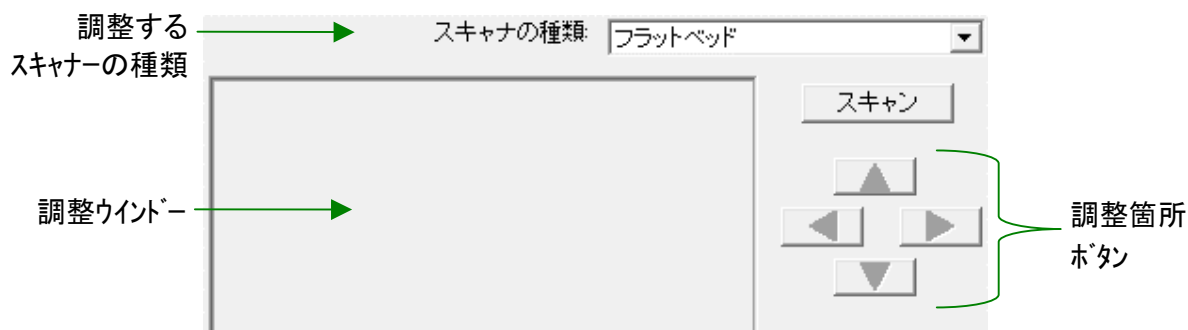 調整する
スキャナーの種類
スキャナの種類:
フラットベッド
スキャン
調整ウインドー
調整箇所
ボタン